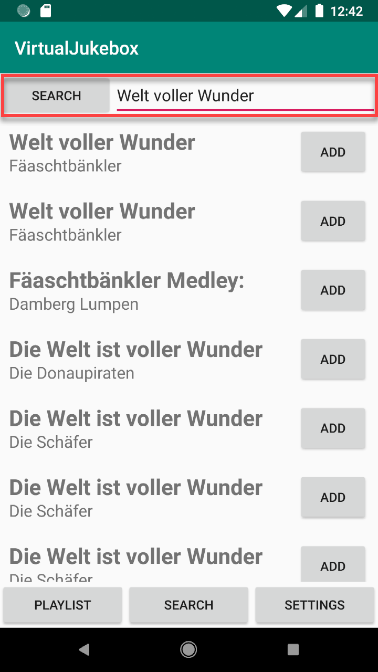 12:42
VirtualJukebox
SEARCH Welt voller Wunder
Welt voller Wunder
Fäaschtbänkler
ADD
Welt voller Wunder
Fäaschtbänkler
ADD
Fäaschtbänkler Medley:
Damberg Lumpen
ADD
Die Welt ist voller Wunder
Die Donaupiraten
ADD
Die Welt ist voller Wunder
Die Schäfer
ADD
Die Welt ist voller Wunder
Die Schäfer
ADD
Die Welt ist voller Wunder
Die Schäfer
ADD
PLAYLIST SEARCH SETTINGS